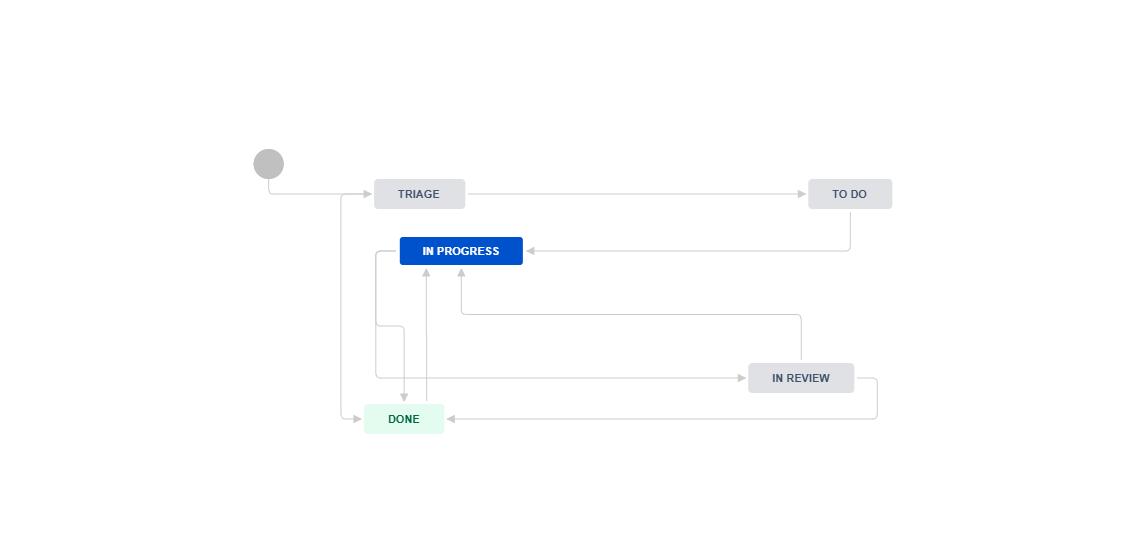 TRIAGE
TO DO
IN PROGRESS
IN REVIEW
DONE